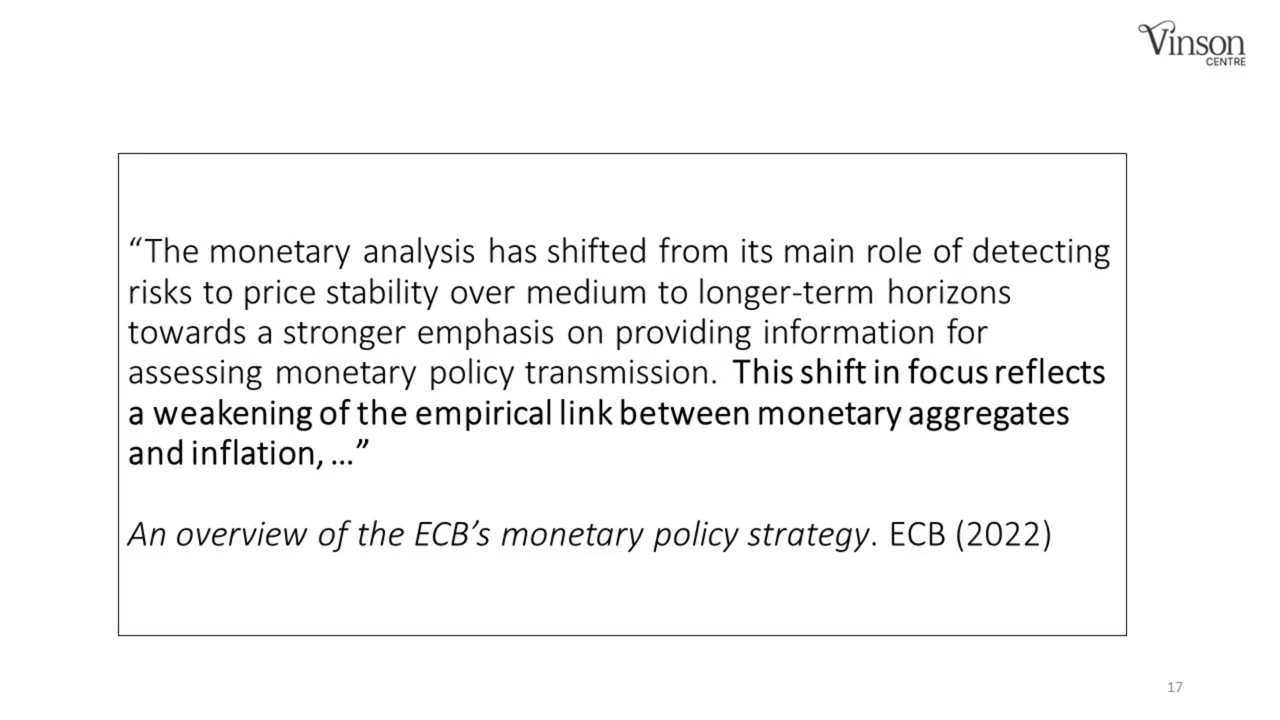 Vinson
CENTRE
“The monetary analysis has shifted from its main role of detecting
risks to price stability over medium to longer-term horizons
towards a stronger emphasis on providing information for
assessing monetary policy transmission. This shift in focus reflects
a weakening of the empirical link between monetary aggregates
and inflation, ...”
An overview of the ECB’s monetary policy strategy. ECB (2022)
17